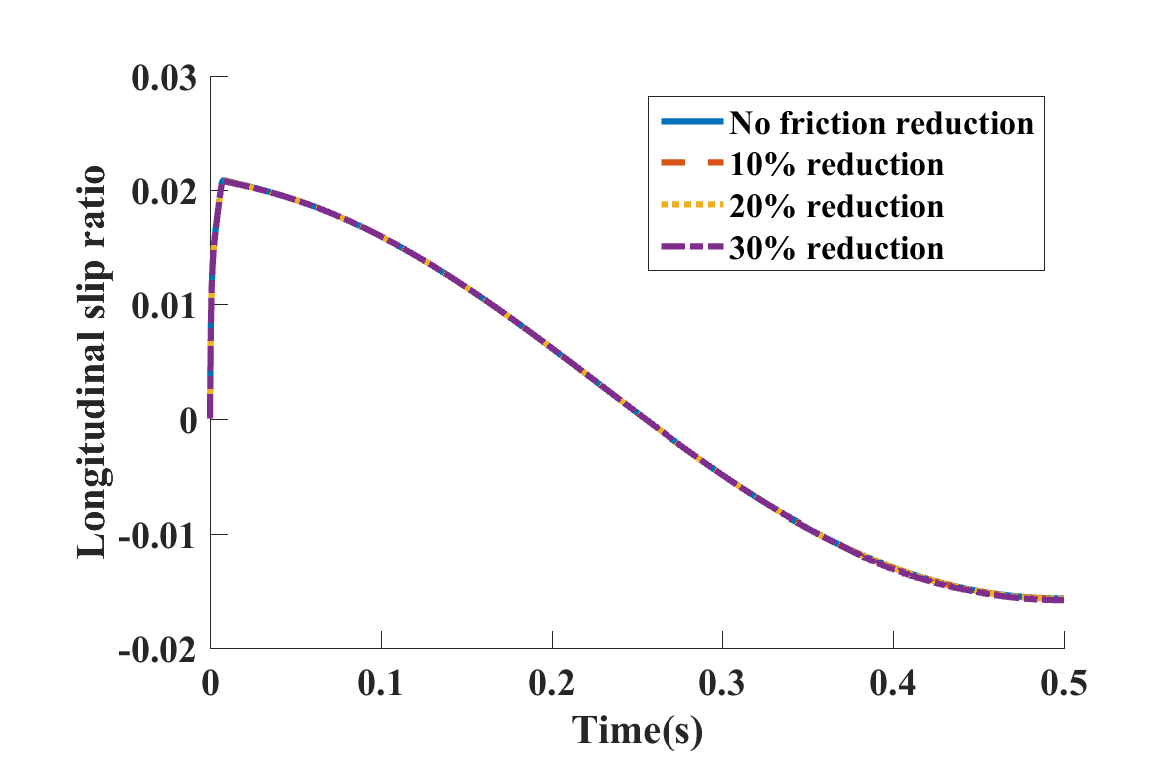 0.03
0.02
0.01
0
-0.01
-0.02
Longitudinal slip ratio
No friction reduction
10% reduction
20% reduction
30% reduction
0
0.1
0.2
0.3
0.4
0.5
Time(s)